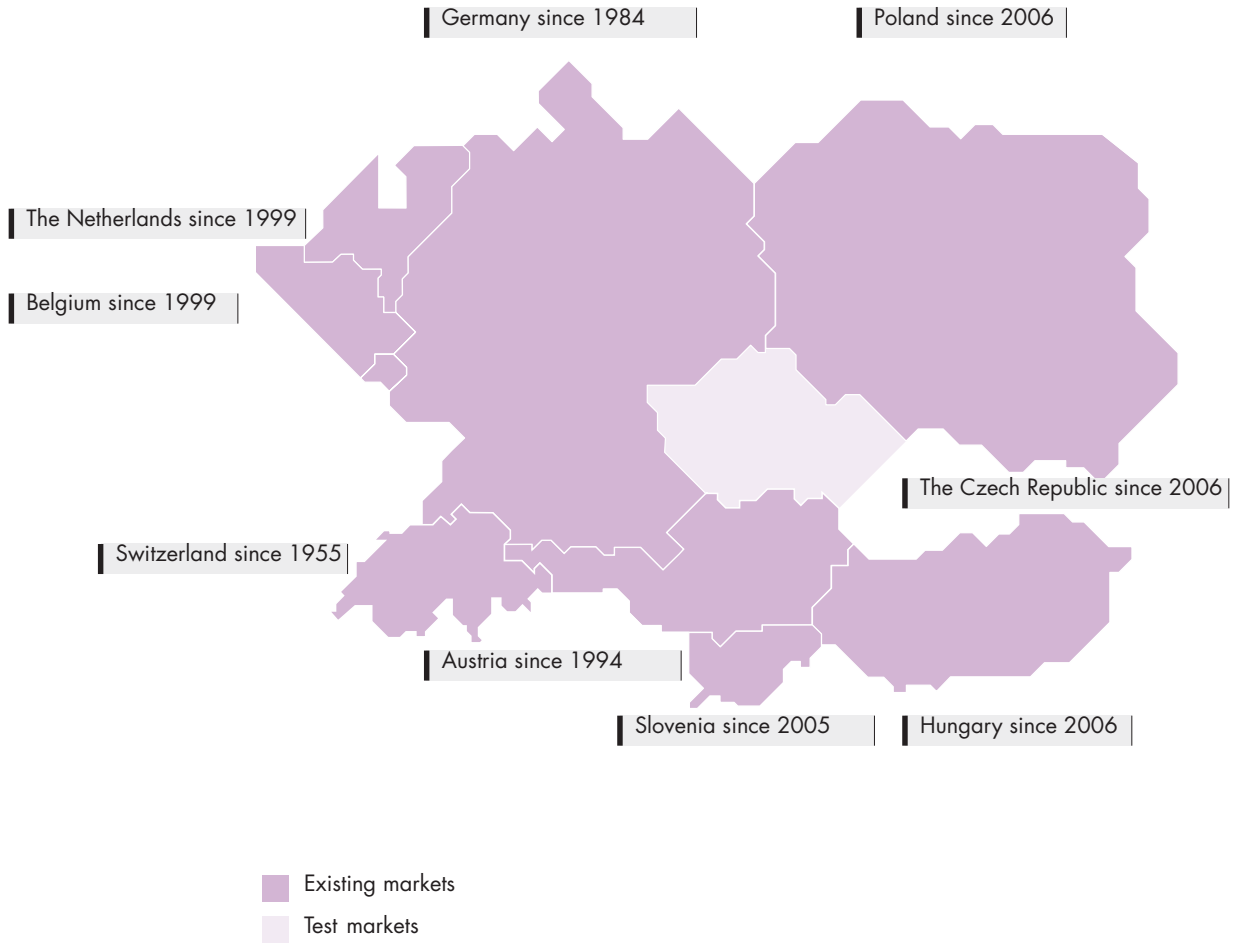 Germany since 1984
Poland since 2006
The Netherlands since 1999
Belgium since 1999
The Czech Republic since 2006
Switzerland since 1955
Austria since 1994
Slovenia since 2005
Hungary since 2006
Existing markets
Test markets